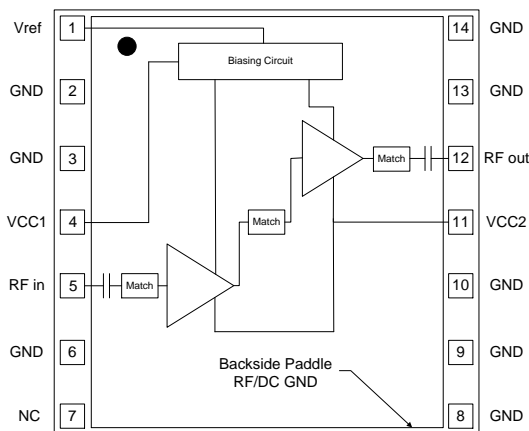 Vref 1 14 GND
Biasing Circuit
GND 2 13 GND
GND 3 Match 12 RF out
VCC1 4 Match 11 VCC2
RF in 5 Match 10 GND
GND 6 9 GND
Backside Paddle
RF/DC GND
NC 7 8 GND